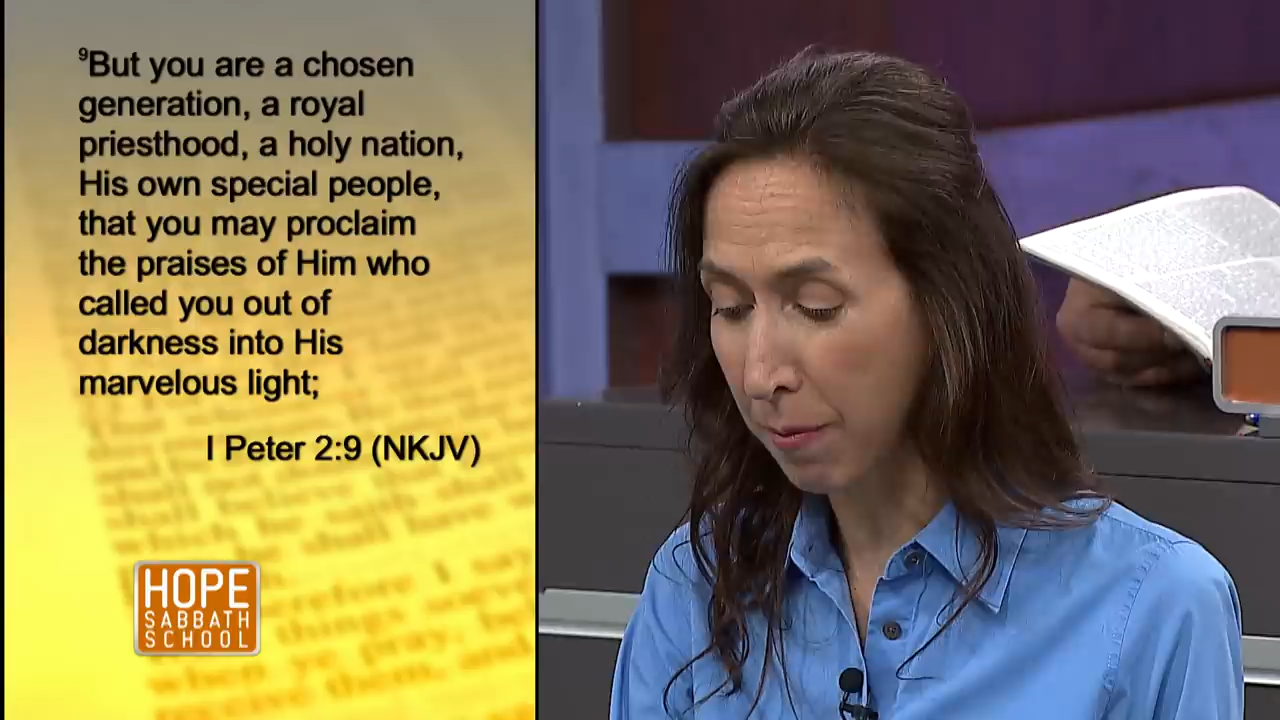 ⁹But you are a chosen
generation, a royal
priesthood, a holy nation,
His own special people,
that you may proclaim
the praises of Him who
called you out of
darkness into His
marvelous light;
I Peter 2:9 (NKJV)
HOPE
SABBATH
SCHOOL